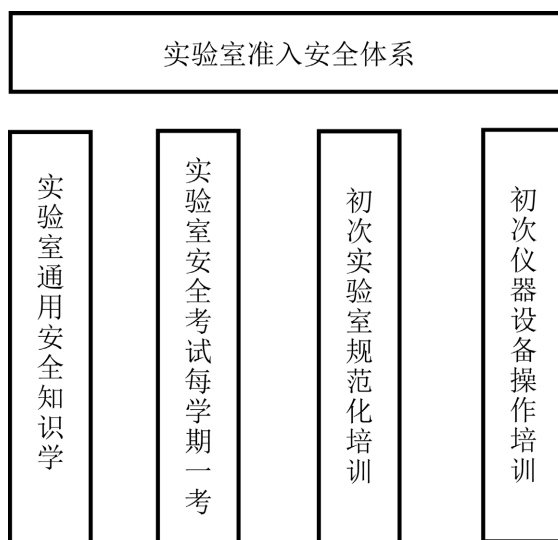 实验室准入安全体系
实验室通用安全知识学
实验室安全考试每学期一考
初次实验室规范化培训
初次仪器设备操作培训